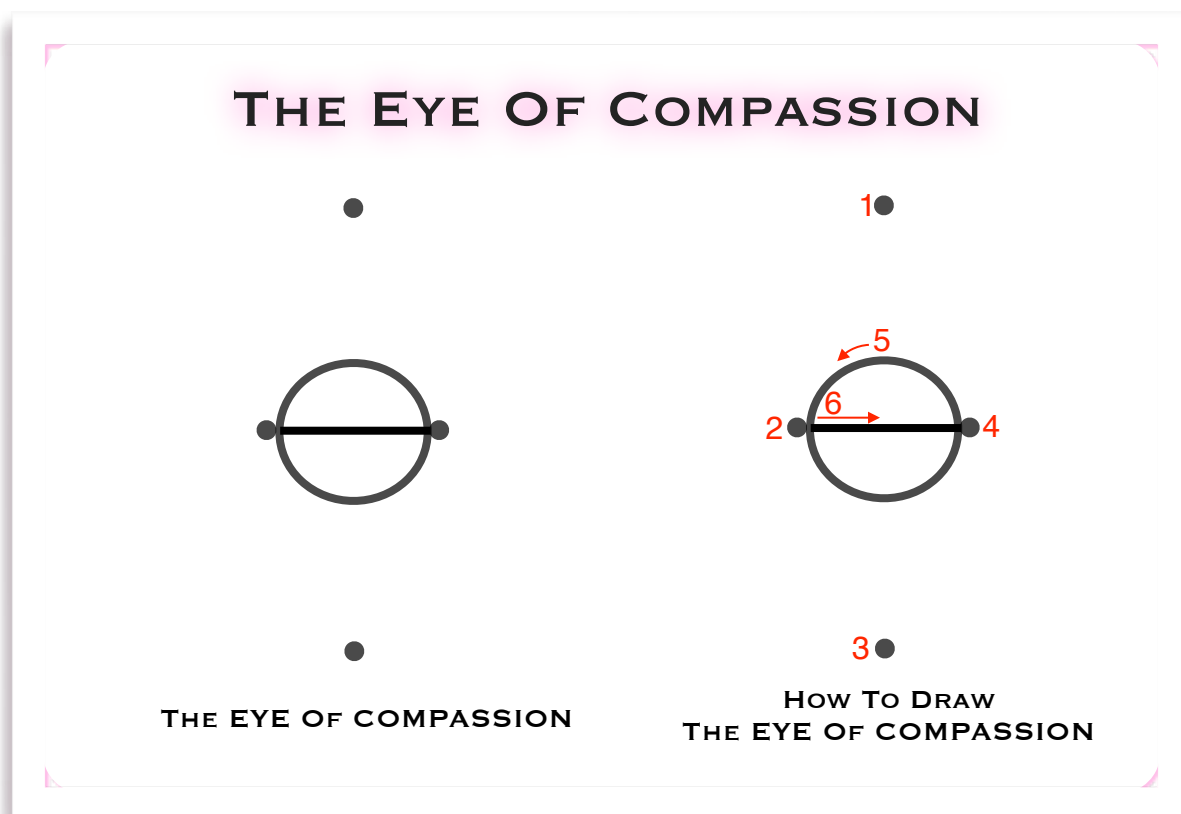 The Eye Of Compassion
1
5
6
2
4
3
The EYE Of COMPASSION
How To Draw
The EYE Of COMPASSION